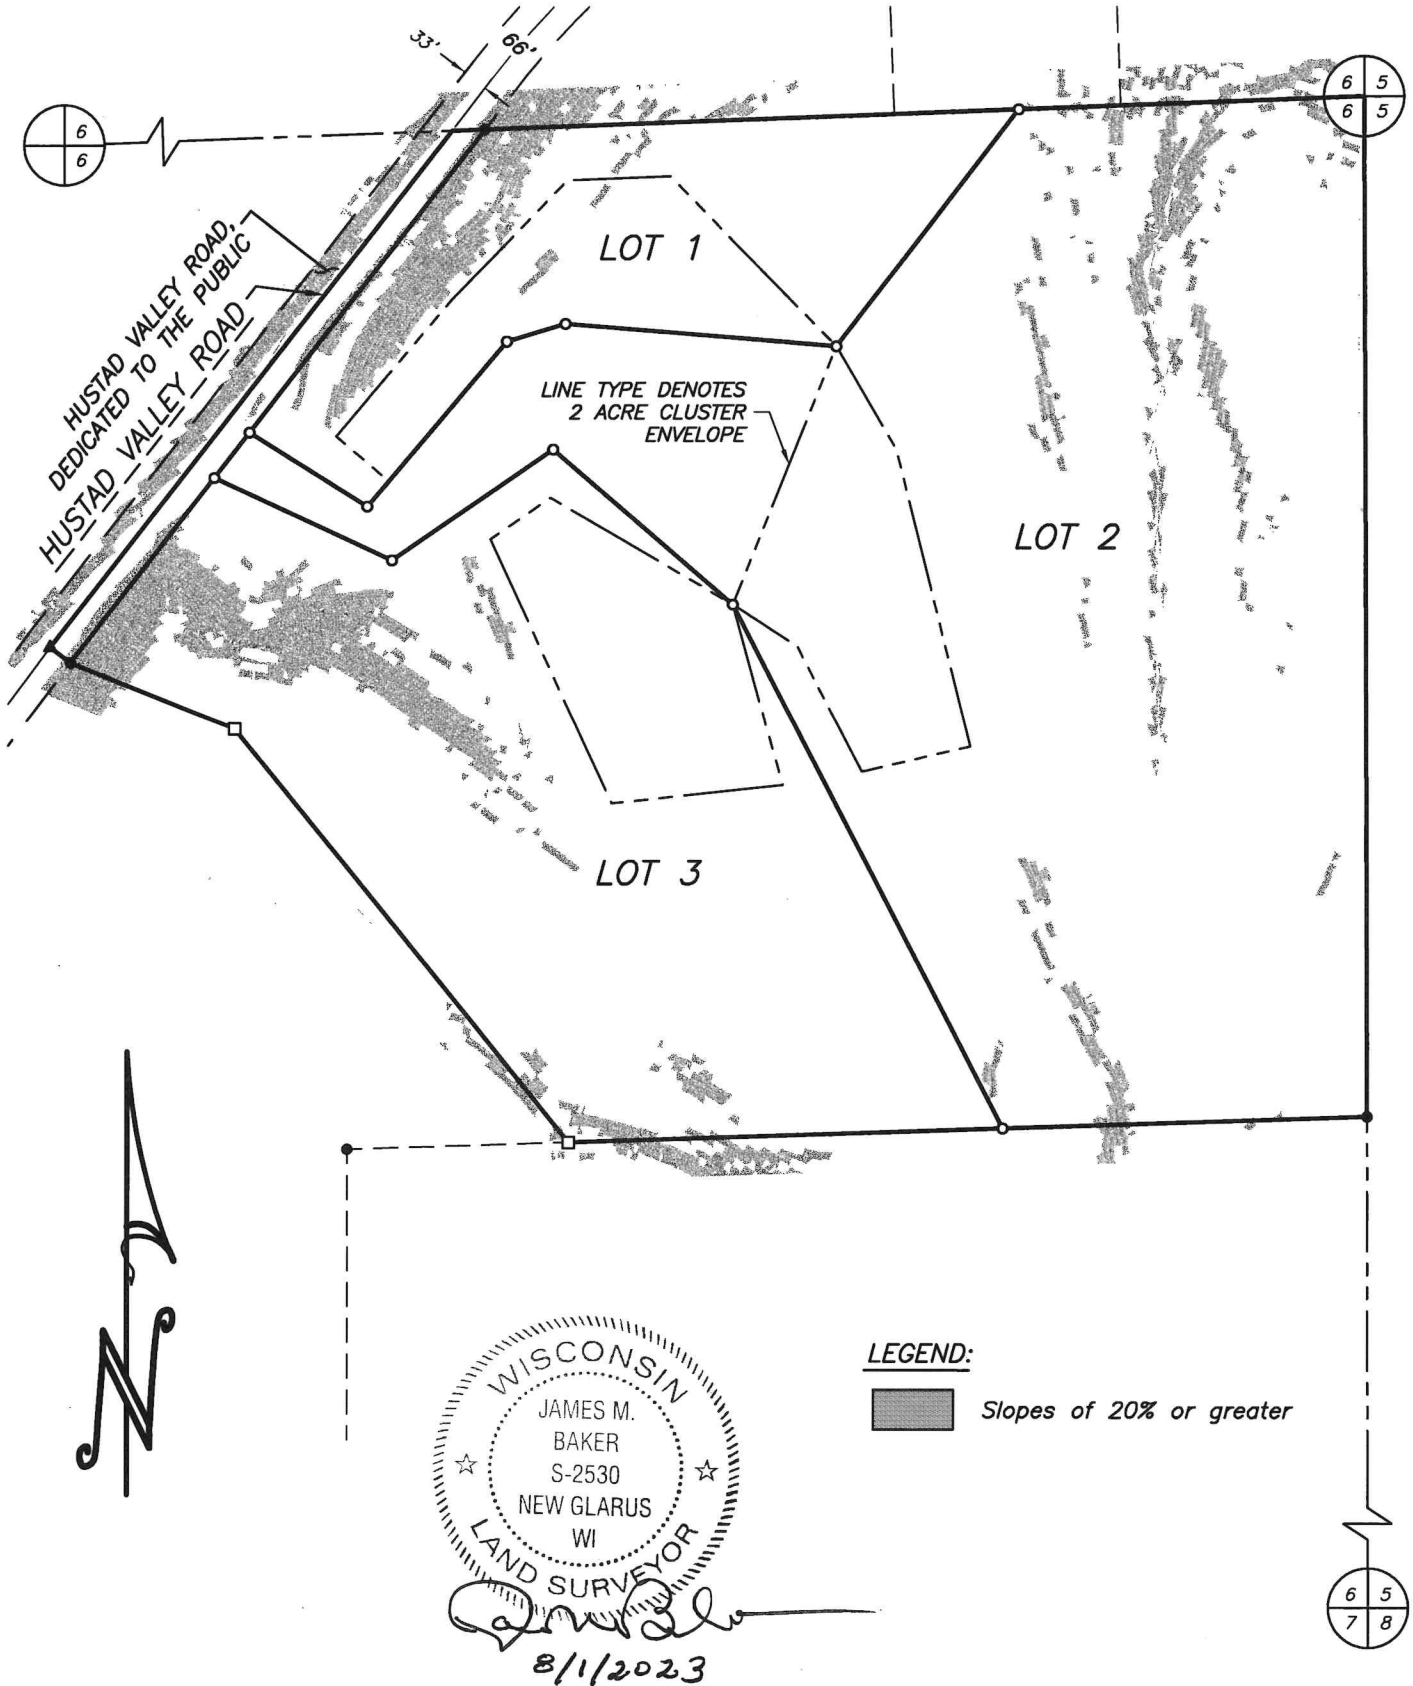 33'
66'
6 5
6 5
6
6
HUSTAD VALLEY ROAD,
DEDICATED TO THE PUBLIC
HUSTAD VALLEY ROAD
LOT 1
LINE TYPE DENOTES
2 ACRE CLUSTER
ENVELOPE
LOT 2
LOT 3
N
WISCONSIN
JAMES M.
BAKER
S-2530
NEW GLARUS
WI
LAND SURVEYOR
8/1/2023
LEGEND:
Slopes of 20% or greater
6 5
7 8